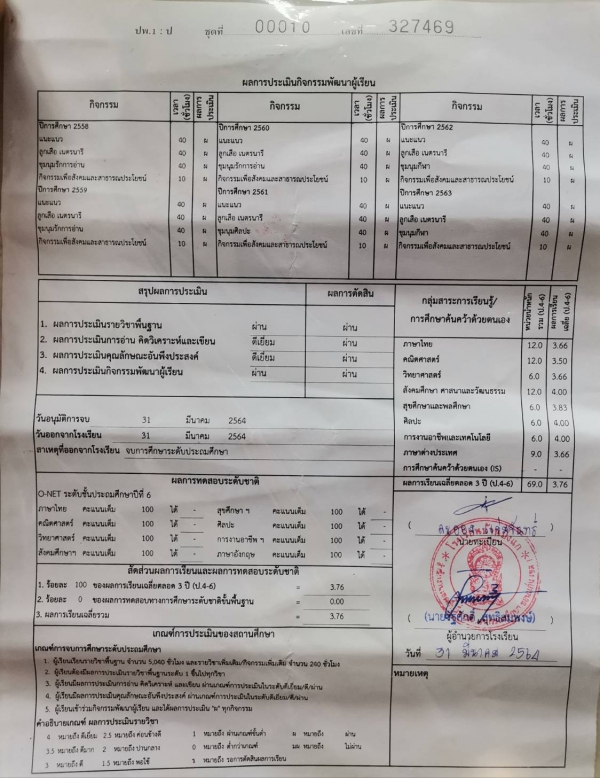 ปพ.1 : ป ชุดที่ 00010 เลขที่ 327469
ผลการประเมินกิจกรรมพัฒนาผู้เรียน
กิจกรรม เวลา (ชั่วโมง) ผลการประเมิน กิจกรรม เวลา (ชั่วโมง) ผลการประเมิน กิจกรรม เวลา (ชั่วโมง) ผลการประเมิน
ปีการศึกษา 2558 ปีการศึกษา 2560 ปีการศึกษา 2562
แนะแนว 40 ผ แนะแนว 40 ผ แนะแนว 40 ผ
ลูกเสือ เนตรนารี 40 ผ ลูกเสือ เนตรนารี 40 ผ ลูกเสือ เนตรนารี 40 ผ
ชุมนุมรักการอ่าน 40 ผ ชุมนุมรักการอ่าน 40 ผ ชุมนุมกีฬา 40 ผ
กิจกรรมเพื่อสังคมและสาธารณประโยชน์ 10 ผ กิจกรรมเพื่อสังคมและสาธารณประโยชน์ 10 ผ กิจกรรมเพื่อสังคมและสาธารณประโยชน์ 10 ผ
ปีการศึกษา 2559 ปีการศึกษา 2561 ปีการศึกษา 2563
แนะแนว 40 ผ แนะแนว 40 ผ แนะแนว 40 ผ
ลูกเสือ เนตรนารี 40 ผ ลูกเสือ เนตรนารี 40 ผ ลูกเสือ เนตรนารี 40 ผ
ชุมนุมรักการอ่าน 40 ผ ชุมนุมศิลปะ 40 ผ ชุมนุมกีฬา 40 ผ
กิจกรรมเพื่อสังคมและสาธารณประโยชน์ 10 ผ กิจกรรมเพื่อสังคมและสาธารณประโยชน์ 10 ผ กิจกรรมเพื่อสังคมและสาธารณประโยชน์ 10 ผ
สรุปผลการประเมิน ผลการตัดสิน
1. ผลการประเมินรายวิชาพื้นฐาน ผ่าน ผ่าน
2. ผลการประเมินการอ่าน คิดวิเคราะห์และเขียน ดีเยี่ยม ผ่าน
3. ผลการประเมินคุณลักษณะอันพึงประสงค์ ดีเยี่ยม ผ่าน
4. ผลการประเมินกิจกรรมพัฒนาผู้เรียน ผ่าน ผ่าน
วันอนุมัติการจบ 31 มีนาคม 2564
วันออกจากโรงเรียน 31 มีนาคม 2564
สาเหตุที่ออกจากโรงเรียน จบการศึกษาระดับประถมศึกษา
กลุ่มสาระการเรียนรู้/ การศึกษาค้นคว้าด้วยตนเอง หน่วยน้ำหนัก รวม (ป.4-6) ผลการเรียน เฉลี่ย (ป.4-6)
ภาษาไทย 12.0 3.66
คณิตศาสตร์ 12.0 3.50
วิทยาศาสตร์ 6.0 3.66
สังคมศึกษา ศาสนาและวัฒนธรรม 12.0 4.00
สุขศึกษาและพลศึกษา 6.0 3.83
ศิลปะ 6.0 4.00
การงานอาชีพและเทคโนโลยี 6.0 4.00
ภาษาต่างประเทศ 9.0 3.66
การศึกษาค้นคว้าด้วยตนเอง (IS) - -
ผลการเรียนเฉลี่ยตลอด 3 ปี (ป.4-6) 69.0 3.76
ผลการทดสอบระดับชาติ
O-NET ระดับชั้นประถมศึกษาปีที่ 6
ภาษาไทย คะแนนเต็ม 100 ได้ - สุขศึกษา ฯ คะแนนเต็ม 100 ได้ -
คณิตศาสตร์ คะแนนเต็ม 100 ได้ - ศิลปะ คะแนนเต็ม 100 ได้ -
วิทยาศาสตร์ คะแนนเต็ม 100 ได้ - การงานอาชีพ ฯ คะแนนเต็ม 100 ได้ -
สังคมศึกษาฯ คะแนนเต็ม 100 ได้ - ภาษาอังกฤษ คะแนนเต็ม 100 ได้ -
สัดส่วนผลการเรียนและผลการทดสอบระดับชาติ
1. ร้อยละ 100 ของผลการเรียนเฉลี่ยตลอด 3 ปี (ป.4-6) = 3.76
2. ร้อยละ 0 ของผลการทดสอบทางการศึกษาระดับชาติขั้นพื้นฐาน = 0.00
3. ผลการเรียนเฉลี่ยรวม = 3.76
นายทะเบียน
ผู้อำนวยการโรงเรียน
วันที่ 31 มีนาคม 2564
หมายเหตุ
เกณฑ์การประเมินของสถานศึกษา
เกณฑ์การจบการศึกษาระดับประถมศึกษา
1. ผู้เรียนเรียนรายวิชาพื้นฐาน จำนวน 5,040 ชั่วโมง และรายวิชาเพิ่มเติม/กิจกรรมเพิ่มเติม จำนวน 240 ชั่วโมง
2. ผู้เรียนต้องมีผลการประเมินรายวิชาพื้นฐานระดับ 1 ขึ้นไปทุกวิชา
3. ผู้เรียนมีผลการประเมินการอ่าน คิดวิเคราะห์ และเขียน ผ่านเกณฑ์การประเมินในระดับดีเยี่ยม/ดี/ผ่าน
4. ผู้เรียนมีผลการประเมินคุณลักษณะอันพึงประสงค์ ผ่านเกณฑ์การประเมินในระดับดีเยี่ยม/ดี/ผ่าน
5. ผู้เรียนเข้าร่วมกิจกรรมพัฒนาผู้เรียน และได้ผลการประเมิน "ผ" ทุกกิจกรรม
คำอธิบายเกณฑ์ ผลการประเมินรายวิชา
4 หมายถึง ดีเยี่ยม 2.5 หมายถึง ค่อนข้างดี 1 หมายถึง ผ่านเกณฑ์ขั้นต่ำ ผ หมายถึง ผ่าน
3.5 หมายถึง ดีมาก 2 หมายถึง ปานกลาง 0 หมายถึง ต่ำกว่าเกณฑ์ มผ หมายถึง ไม่ผ่าน
3 หมายถึง ดี 1.5 หมายถึง พอใช้ ร หมายถึง รอการตัดสินผลการเรียน